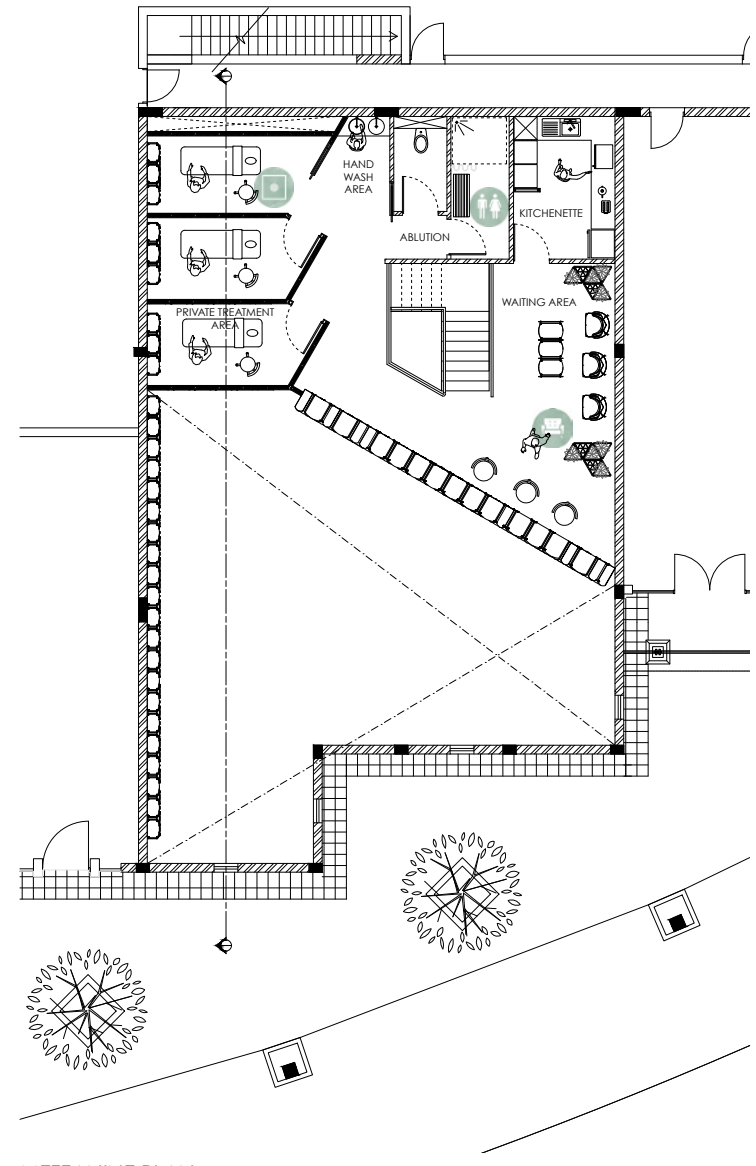 HAND
WASH
AREA
KITCHENETTE
ABLUTION
WAITING AREA
PRIVATE TREATMENT
AREA